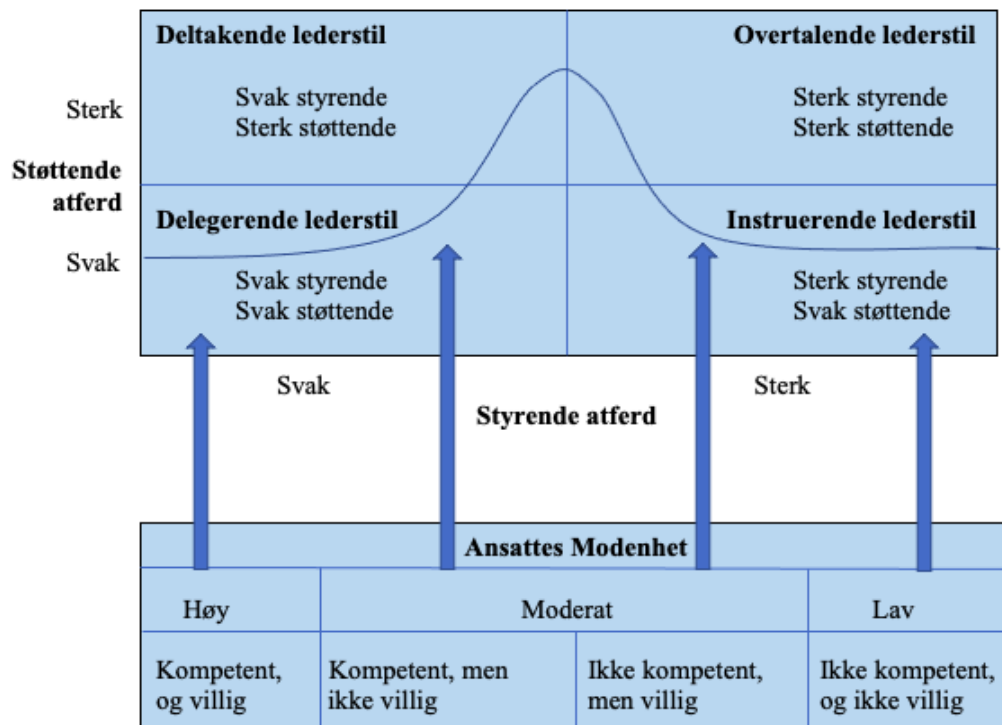 Deltakende lederstil
Overtalende lederstil
Sterk
Svak styrende
Sterk støttende
Sterk styrende
Sterk støttende
Støttende
atferd
Delegerende lederstil
Instruerende lederstil
Svak
Svak styrende
Svak støttende
Sterk styrende
Svak støttende
Svak
Sterk
Styrende atferd
Ansattes Modenhet
Høy
Moderat
Lav
Kompetent,
og villig
Kompetent, men
ikke villig
Ikke kompetent,
men villig
Ikke kompetent,
og ikke villig